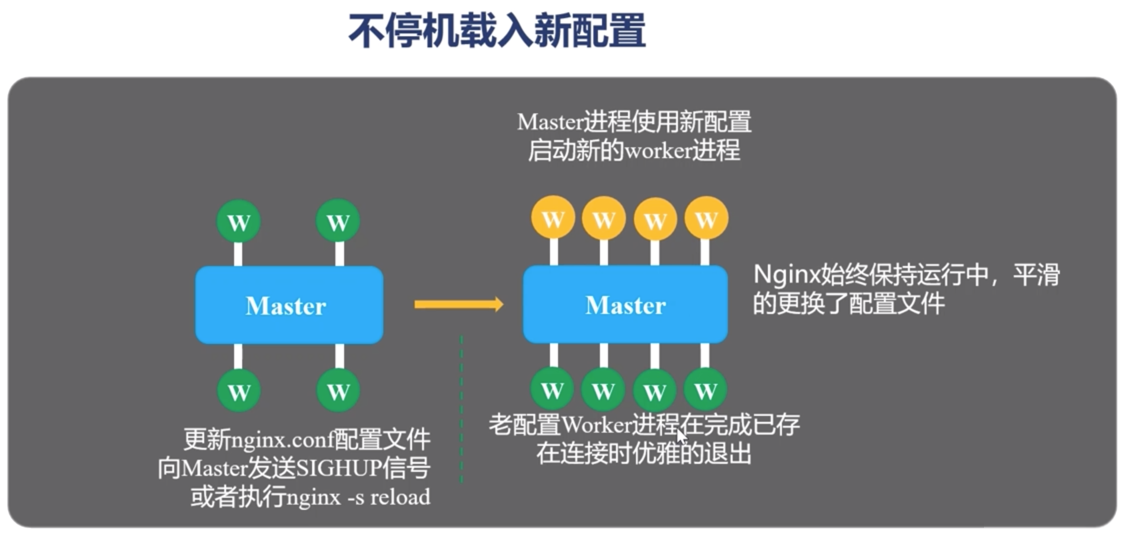 不停机载入新配置
Master进程使用新配置
启动新的worker进程
W
W
W
W
W
W
Master
Master
Nginx始终保持运行中，平滑
的更换了配置文件
W
W
W
W
W
W
老配置Worker进程在完成已存
在连接时优雅的退出
更新nginx.conf配置文件
向Master发送SIGHUP信号
或者执行nginx -s reload